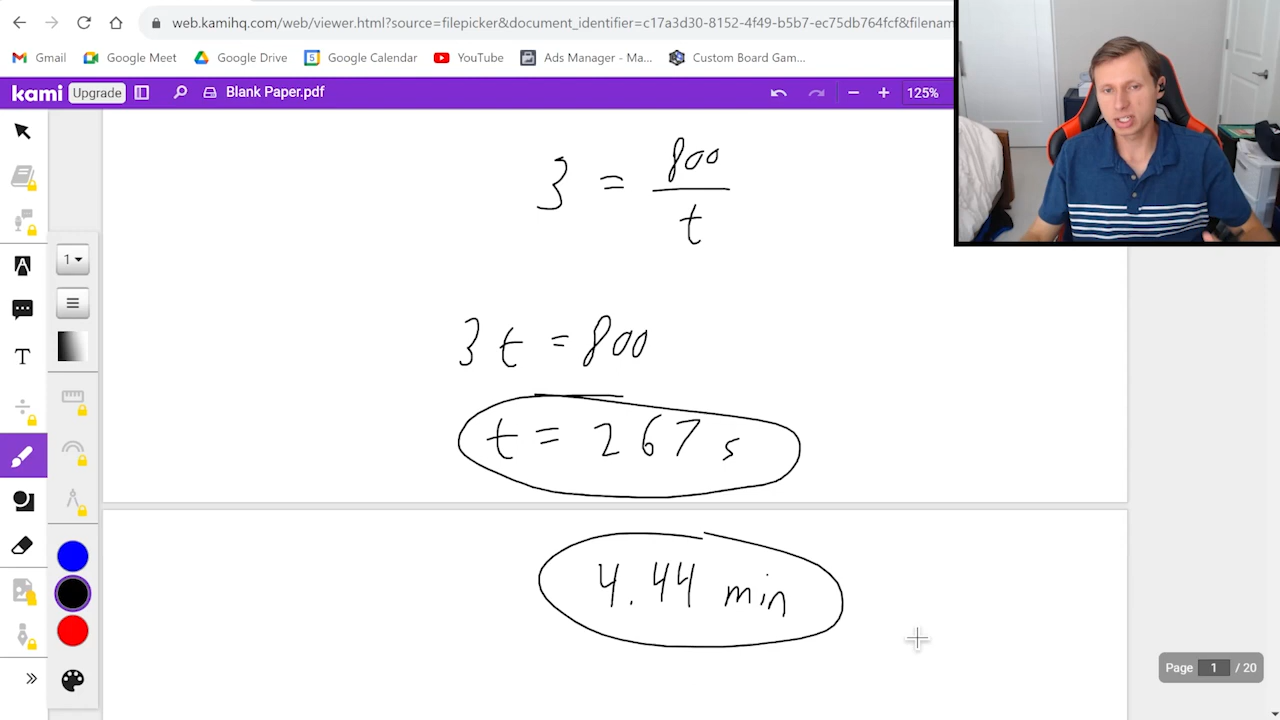 web.kamihq.com/web/viewer.html?source=filepicker&document_identifier=c17a3d30-8152-4f49-b5b7-ec75db764fcf&filenam
Gmail Google Meet Google Drive Google Calendar YouTube Ads Manager - Ma... Custom Board Gam...
kami Upgrade Blank Paper.pdf 125%
3 = 800/t
1
3t = 800
t = 267 s
T
4.44 min
Page 1 / 20